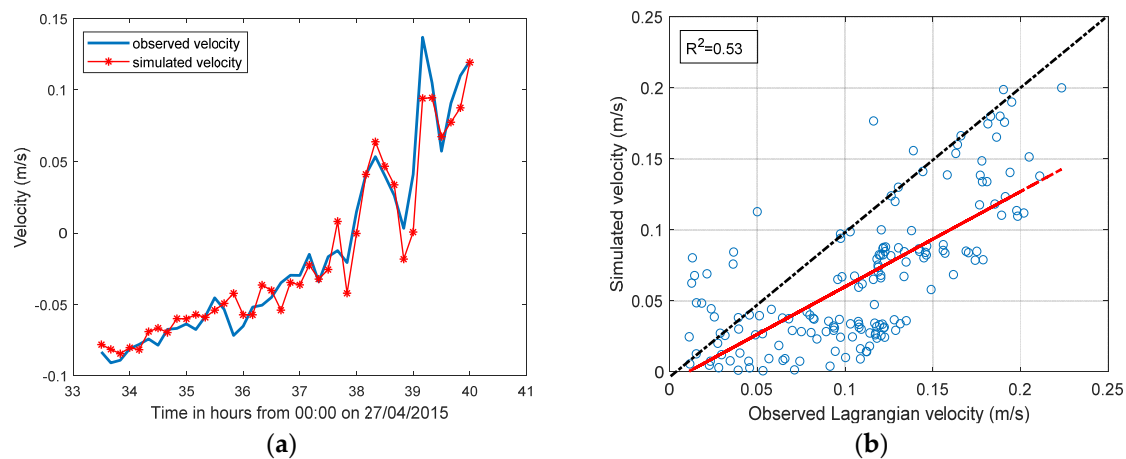 0.15
0.1
0.05
0
-0.05
-0.1
Velocity (m/s)
observed velocity
simulated velocity
33 34 35 36 37 38 39 40 41
Time in hours from 00:00 on 27/04/2015
(a)
0.25
0.2
0.15
0.1
0.05
0
Simulated velocity (m/s)
R²=0.53
0 0.05 0.1 0.15 0.2 0.25
Observed Lagrangian velocity (m/s)
(b)